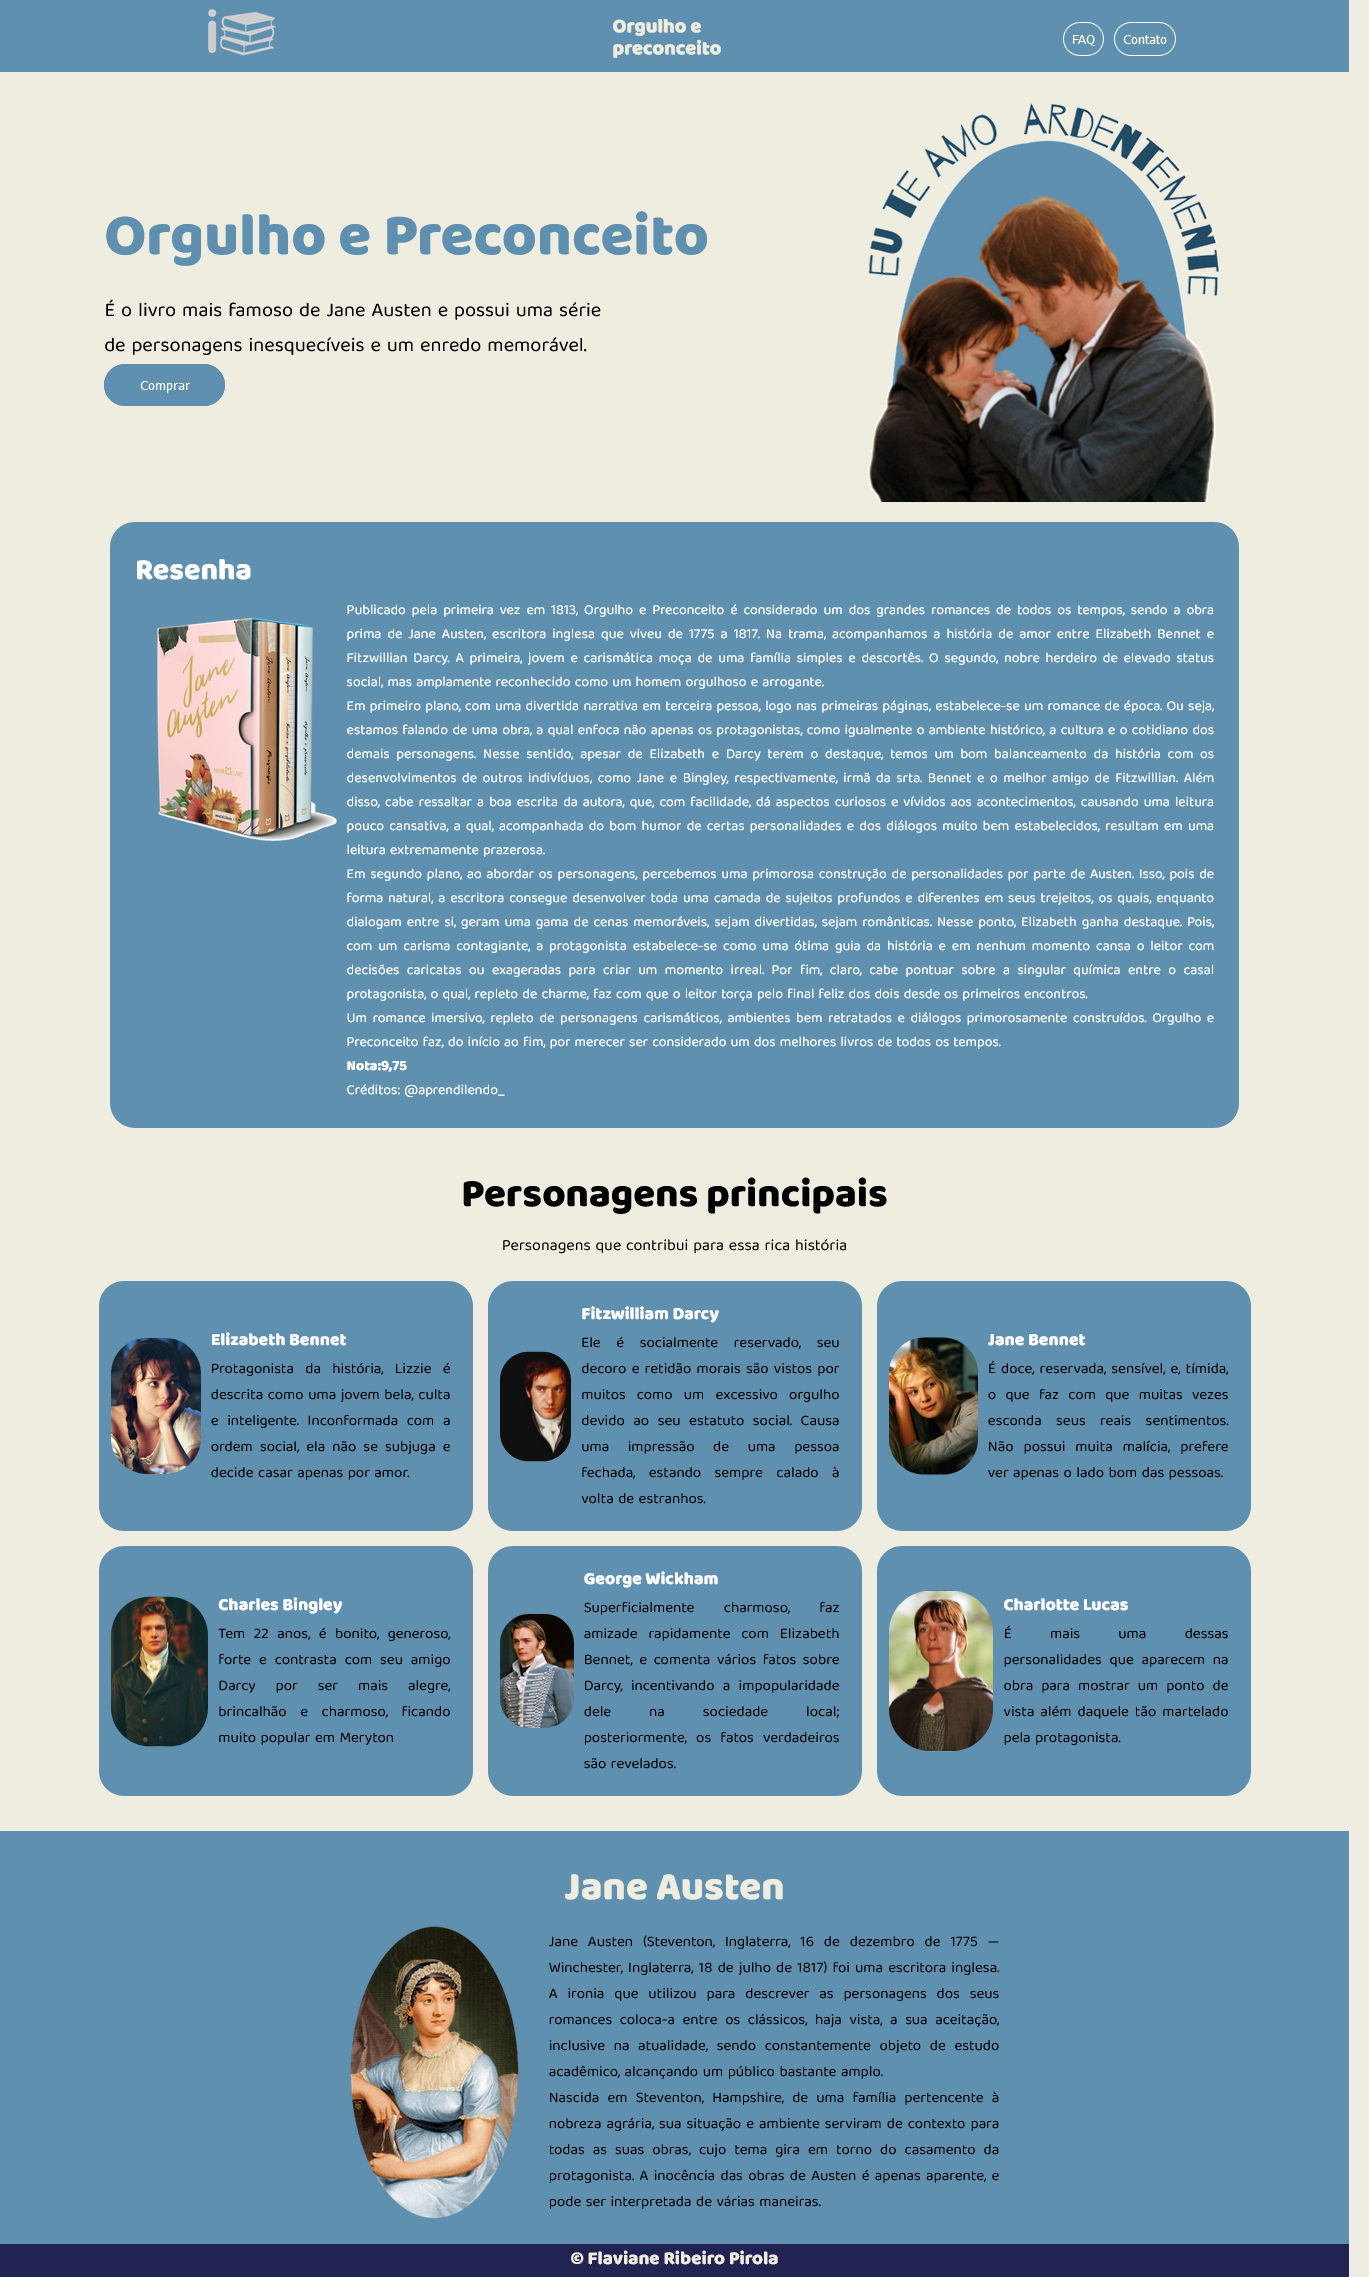 Orgulho e
preconceito
FAQ
Contato
EU TE AMO ARDENTEMENTE
Orgulho e Preconceito
É o livro mais famoso de Jane Austen e possui uma série
de personagens inesquecíveis e um enredo memorável.
Comprar
Resenha
Jane
Austen
Publicado pela primeira vez em 1813, Orgulho e Preconceito é considerado um dos grandes romances de todos os tempos, sendo a obra
prima de Jane Austen, escritora inglesa que viveu de 1775 a 1817. Na trama, acompanhamos a história de amor entre Elizabeth Bennet e
Fitzwillian Darcy. A primeira, jovem e carismática moça de uma família simples e descortês. O segundo, nobre herdeiro de elevado status
social, mas amplamente reconhecido como um homem orgulhoso e arrogante.
Em primeiro plano, com uma divertida narrativa em terceira pessoa, logo nas primeiras páginas, estabelece-se um romance de época. Ou seja,
estamos falando de uma obra, a qual enfoca não apenas os protagonistas, como igualmente o ambiente histórico, a cultura e o cotidiano dos
demais personagens. Nesse sentido, apesar de Elizabeth e Darcy terem o destaque, temos um bom balanceamento da história com os
desenvolvimentos de outros indivíduos, como Jane e Bingley, respectivamente, irmã da srta. Bennet e o melhor amigo de Fitzwillian. Além
disso, cabe ressaltar a boa escrita da autora, que, com facilidade, dá aspectos curiosos e vívidos aos acontecimentos, causando uma leitura
pouco cansativa, a qual, acompanhada do bom humor de certas personalidades e dos diálogos muito bem estabelecidos, resultam em uma
leitura extremamente prazerosa.
Em segundo plano, ao abordar os personagens, percebemos uma primorosa construção de personalidades por parte de Austen. Isso, pois de
forma natural, a escritora consegue desenvolver toda uma camada de sujeitos profundos e diferentes em seus trejeitos, os quais, enquanto
dialogam entre si, geram uma gama de cenas memoráveis, sejam divertidas, sejam românticas. Nesse ponto, Elizabeth ganha destaque. Pois,
com um carisma contagiante, a protagonista estabelece-se como uma ótima guia da história e em nenhum momento cansa o leitor com
decisões caricatas ou exageradas para criar um momento irreal. Por fim, claro, cabe pontuar sobre a singular química entre o casal
protagonista, o qual, repleto de charme, faz com que o leitor torça pelo final feliz dos dois desde os primeiros encontros.
Um romance imersivo, repleto de personagens carismáticos, ambientes bem retratados e diálogos primorosamente construídos. Orgulho e
Preconceito faz, do início ao fim, por merecer ser considerado um dos melhores livros de todos os tempos.
Nota:9,75
Créditos: @aprendilendo_
Personagens principais
Personagens que contribui para essa rica história
Elizabeth Bennet
Protagonista da história, Lizzie é
descrita como uma jovem bela, culta
e inteligente. Inconformada com a
ordem social, ela não se subjuga e
decide casar apenas por amor.
Fitzwilliam Darcy
Ele é socialmente reservado, seu
decoro e retidão morais são vistos por
muitos como um excessivo orgulho
devido ao seu estatuto social. Causa
uma impressão de uma pessoa
fechada, estando sempre calado à
volta de estranhos.
Jane Bennet
É doce, reservada, sensível, e, tímida,
o que faz com que muitas vezes
esconda seus reais sentimentos.
Não possui muita malícia, prefere
ver apenas o lado bom das pessoas.
Charles Bingley
Tem 22 anos, é bonito, generoso,
forte e contrasta com seu amigo
Darcy por ser mais alegre,
brincalhão e charmoso, ficando
muito popular em Meryton
George Wickham
Superficialmente charmoso, faz
amizade rapidamente com Elizabeth
Bennet, e comenta vários fatos sobre
Darcy, incentivando a impopularidade
dele na sociedade local;
posteriormente, os fatos verdadeiros
são revelados.
Charlotte Lucas
É mais uma dessas
personalidades que aparecem na
obra para mostrar um ponto de
vista além daquele tão martelado
pela protagonista.
Jane Austen
Jane Austen (Steventon, Inglaterra, 16 de dezembro de 1775 —
Winchester, Inglaterra, 18 de julho de 1817) foi uma escritora inglesa.
A ironia que utilizou para descrever as personagens dos seus
romances coloca-a entre os clássicos, haja vista, a sua aceitação,
inclusive na atualidade, sendo constantemente objeto de estudo
acadêmico, alcançando um público bastante amplo.
Nascida em Steventon, Hampshire, de uma família pertencente à
nobreza agrária, sua situação e ambiente serviram de contexto para
todas as suas obras, cujo tema gira em torno do casamento da
protagonista. A inocência das obras de Austen é apenas aparente, e
pode ser interpretada de várias maneiras.
© Flaviane Ribeiro Pirola